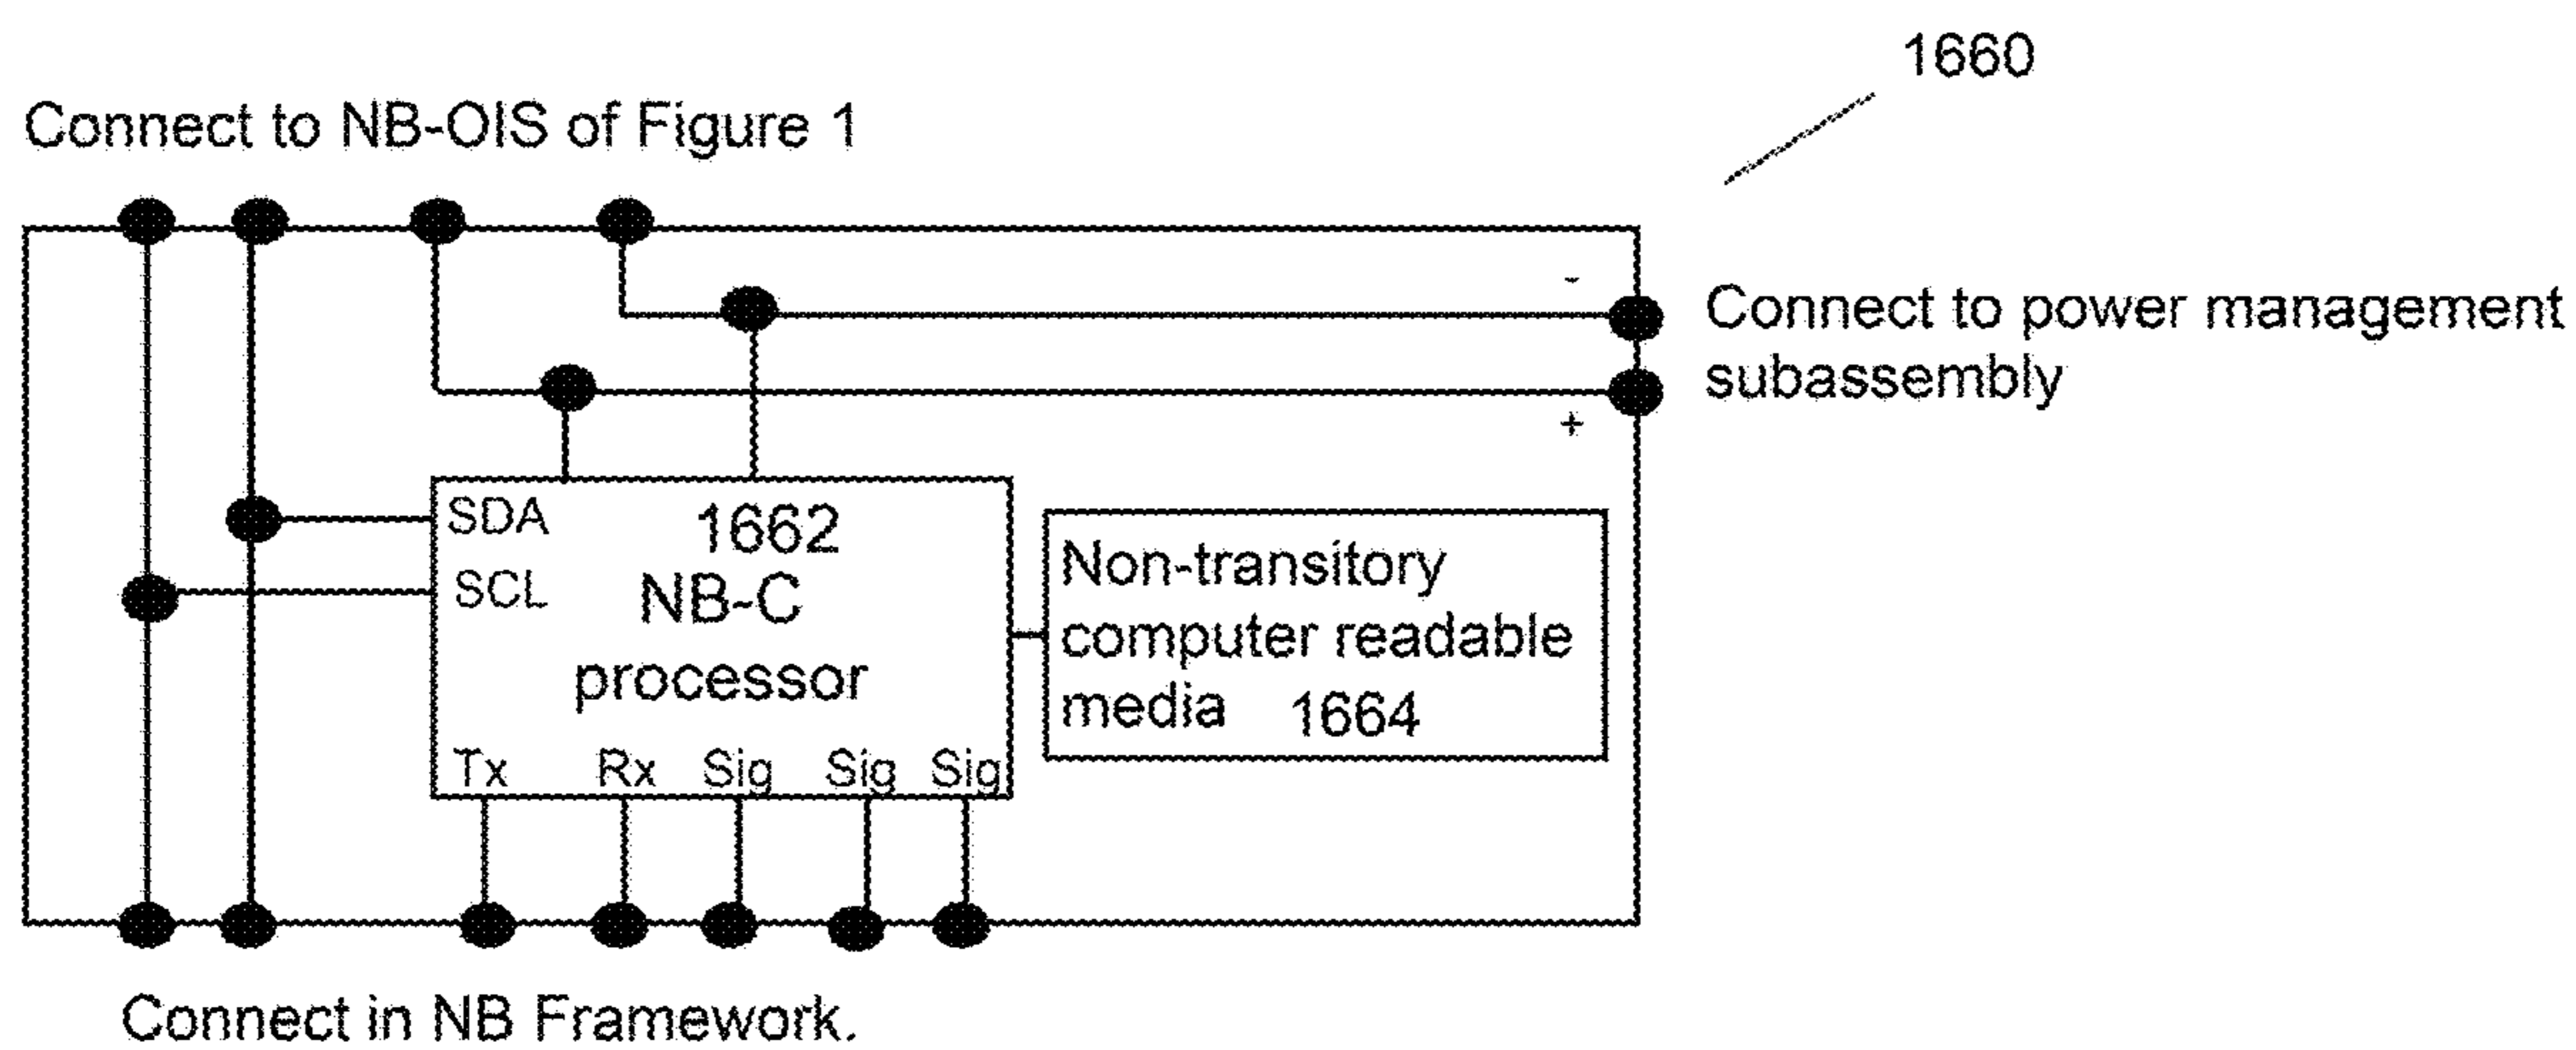 1660
Connect to NB-OIS of Figure 1
-
Connect to power management
subassembly
+
SDA
1662
SCL
NB-C
processor
Tx Rx Sig Sig Sig
Non-transitory
computer readable
media 1664
Connect in NB Framework.